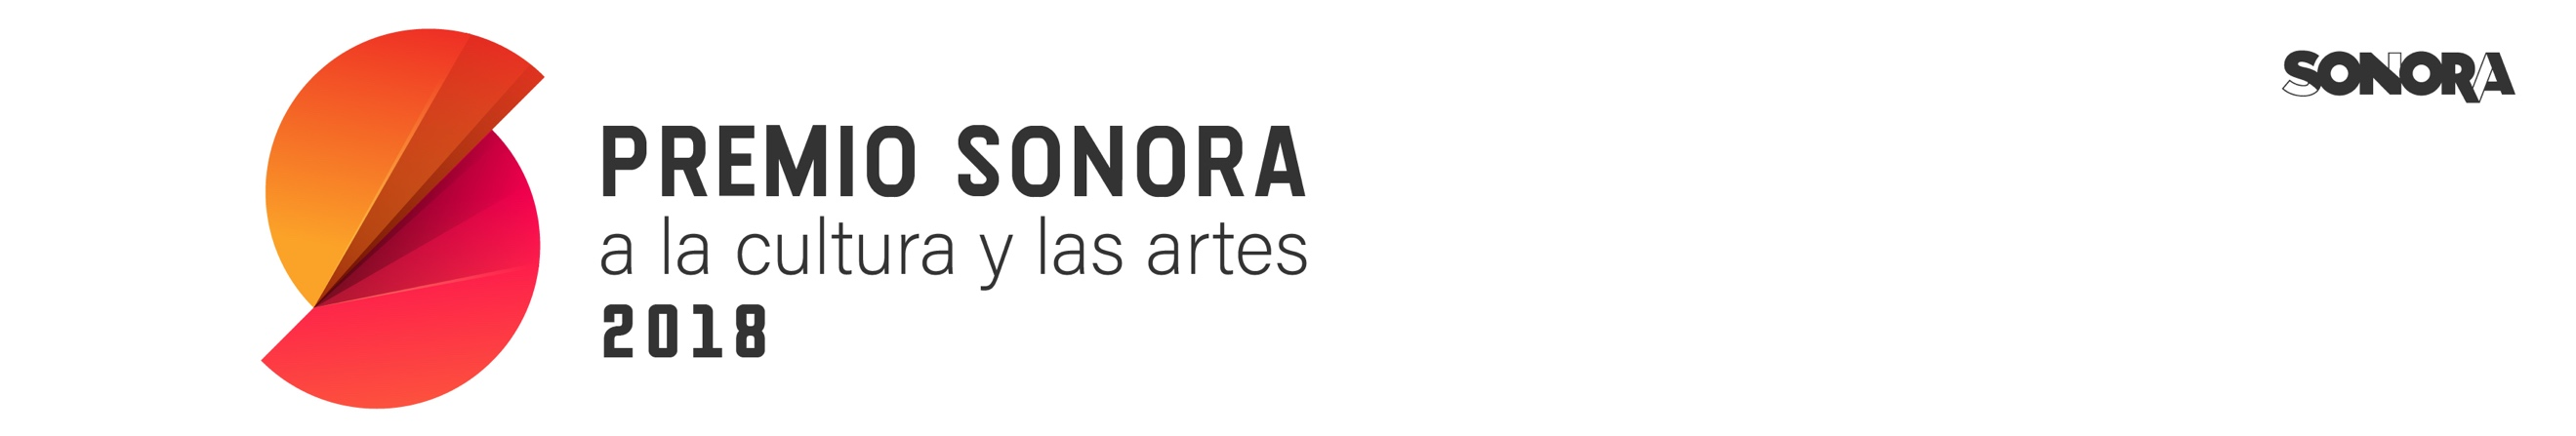 PREMIO SONORA
a la cultura y las artes
2018
SONORA